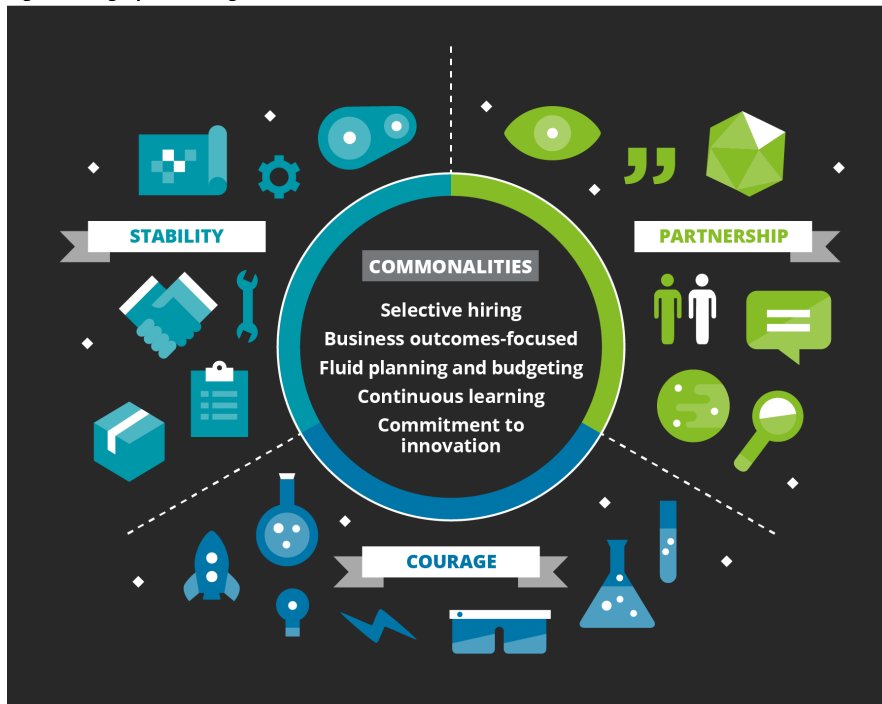 STABILITY
PARTNERSHIP
COMMONALITIES
Selective hiring
Business outcomes-focused
Fluid planning and budgeting
Continuous learning
Commitment to
innovation
COURAGE